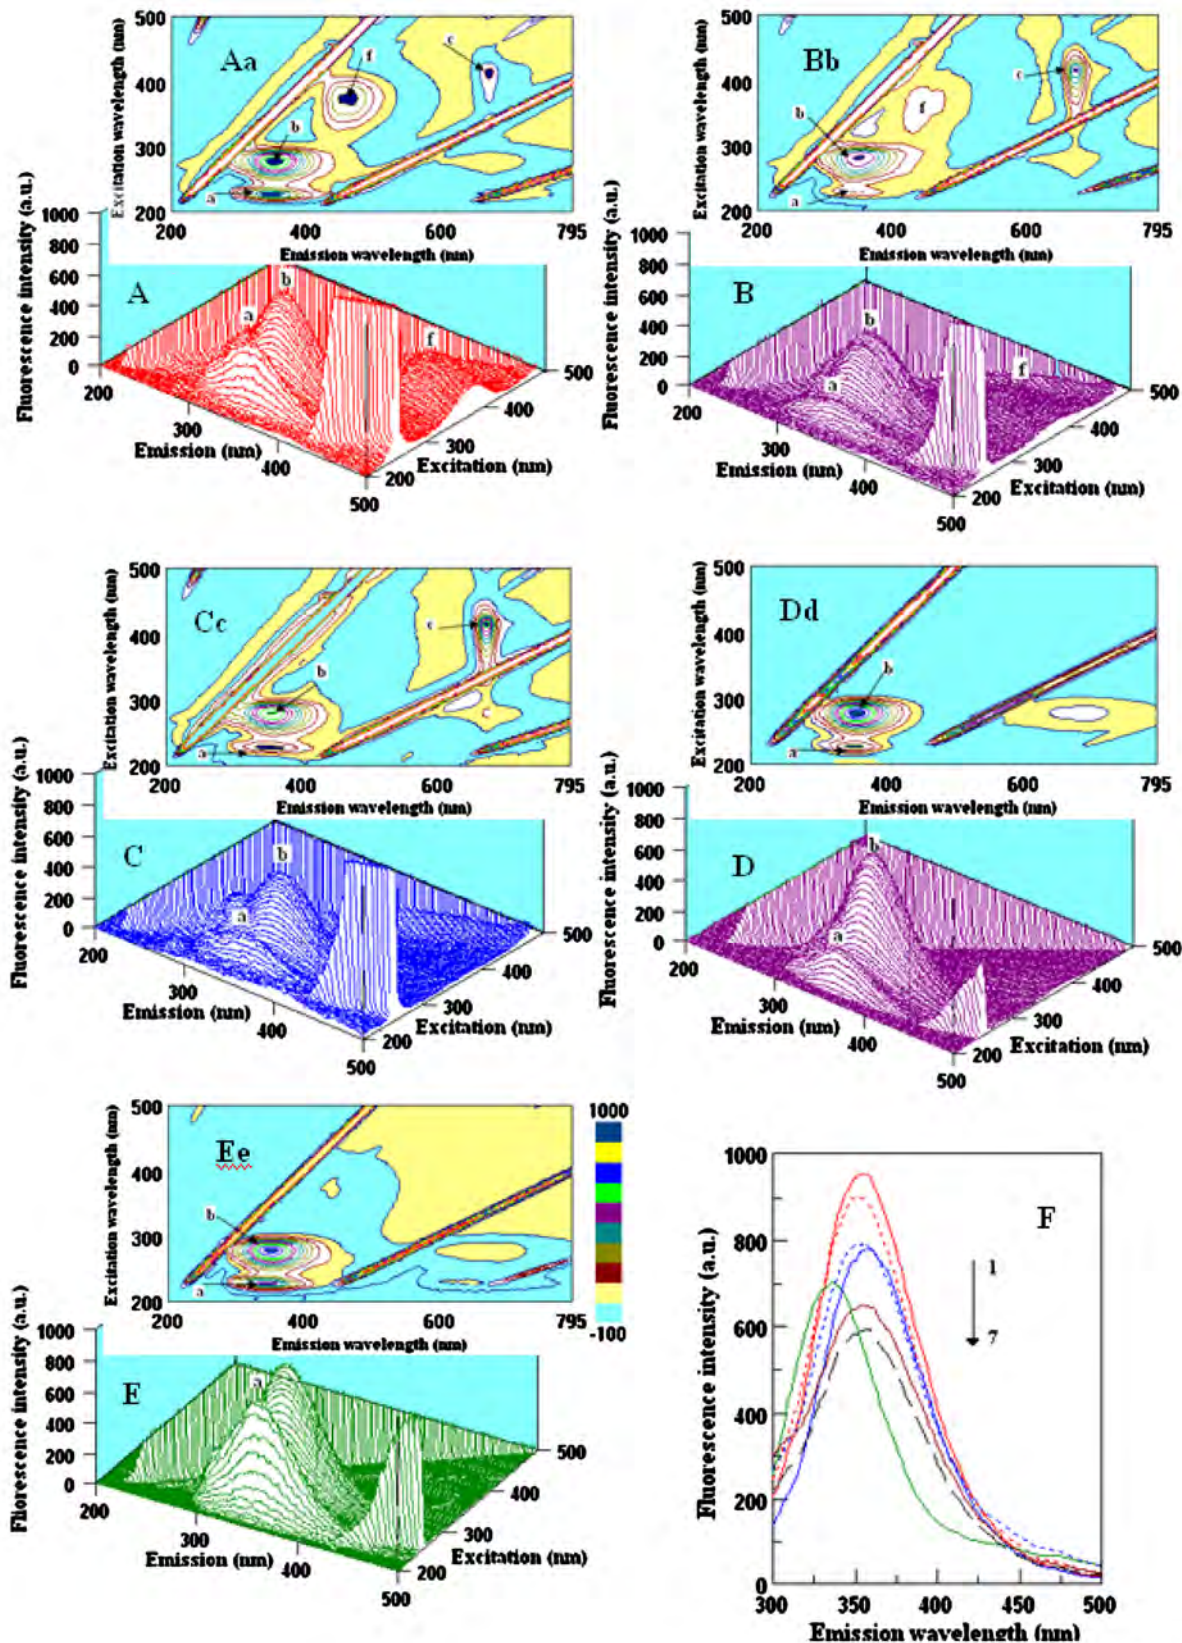 500
400
300
200
Excitation wavelength (nm)
Aa
f
c
b
a
200
400
600
795
Emission wavelength (nm)
500
400
300
200
Excitation wavelength (nm)
Bb
c
b
a
f
200
400
600
795
Emission wavelength (nm)
1000
800
600
400
200
0
Fluorescence intensity (a.u.)
A
b
a
f
200
300
400
500
Emission (nm)
200
300
400
500
Excitation (nm)
1000
800
600
400
200
0
Fluorescence intensity (a.u.)
B
b
a
f
200
300
400
500
Emission (nm)
200
300
400
500
Excitation (nm)
500
400
300
200
Excitation wavelength (nm)
Cc
c
b
a
c
200
400
600
795
Emission wavelength (nm)
500
400
300
200
Excitation wavelength (nm)
Dd
b
a
200
400
600
795
Emission wavelength (nm)
1000
800
600
400
200
0
Fluorescence intensity (a.u.)
C
b
a
200
300
400
500
Emission (nm)
200
300
400
500
Excitation (nm)
1000
800
600
400
200
0
Fluorescence intensity (a.u.)
D
b
a
200
300
400
500
Emission (nm)
200
300
400
500
Excitation (nm)
500
400
300
200
Excitation wavelength (nm)
Ee
b
a
200
400
600
795
Emission wavelength (nm)
1000
-100
1000
800
600
400
200
0
Fluorescence intensity (a.u.)
E
a
200
300
400
500
Emission (nm)
200
300
400
500
Excitation (nm)
1000
800
600
400
200
0
Fluorescence intensity (a.u.)
F
1
7
300
350
400
450
500
Emission wavelength (nm)